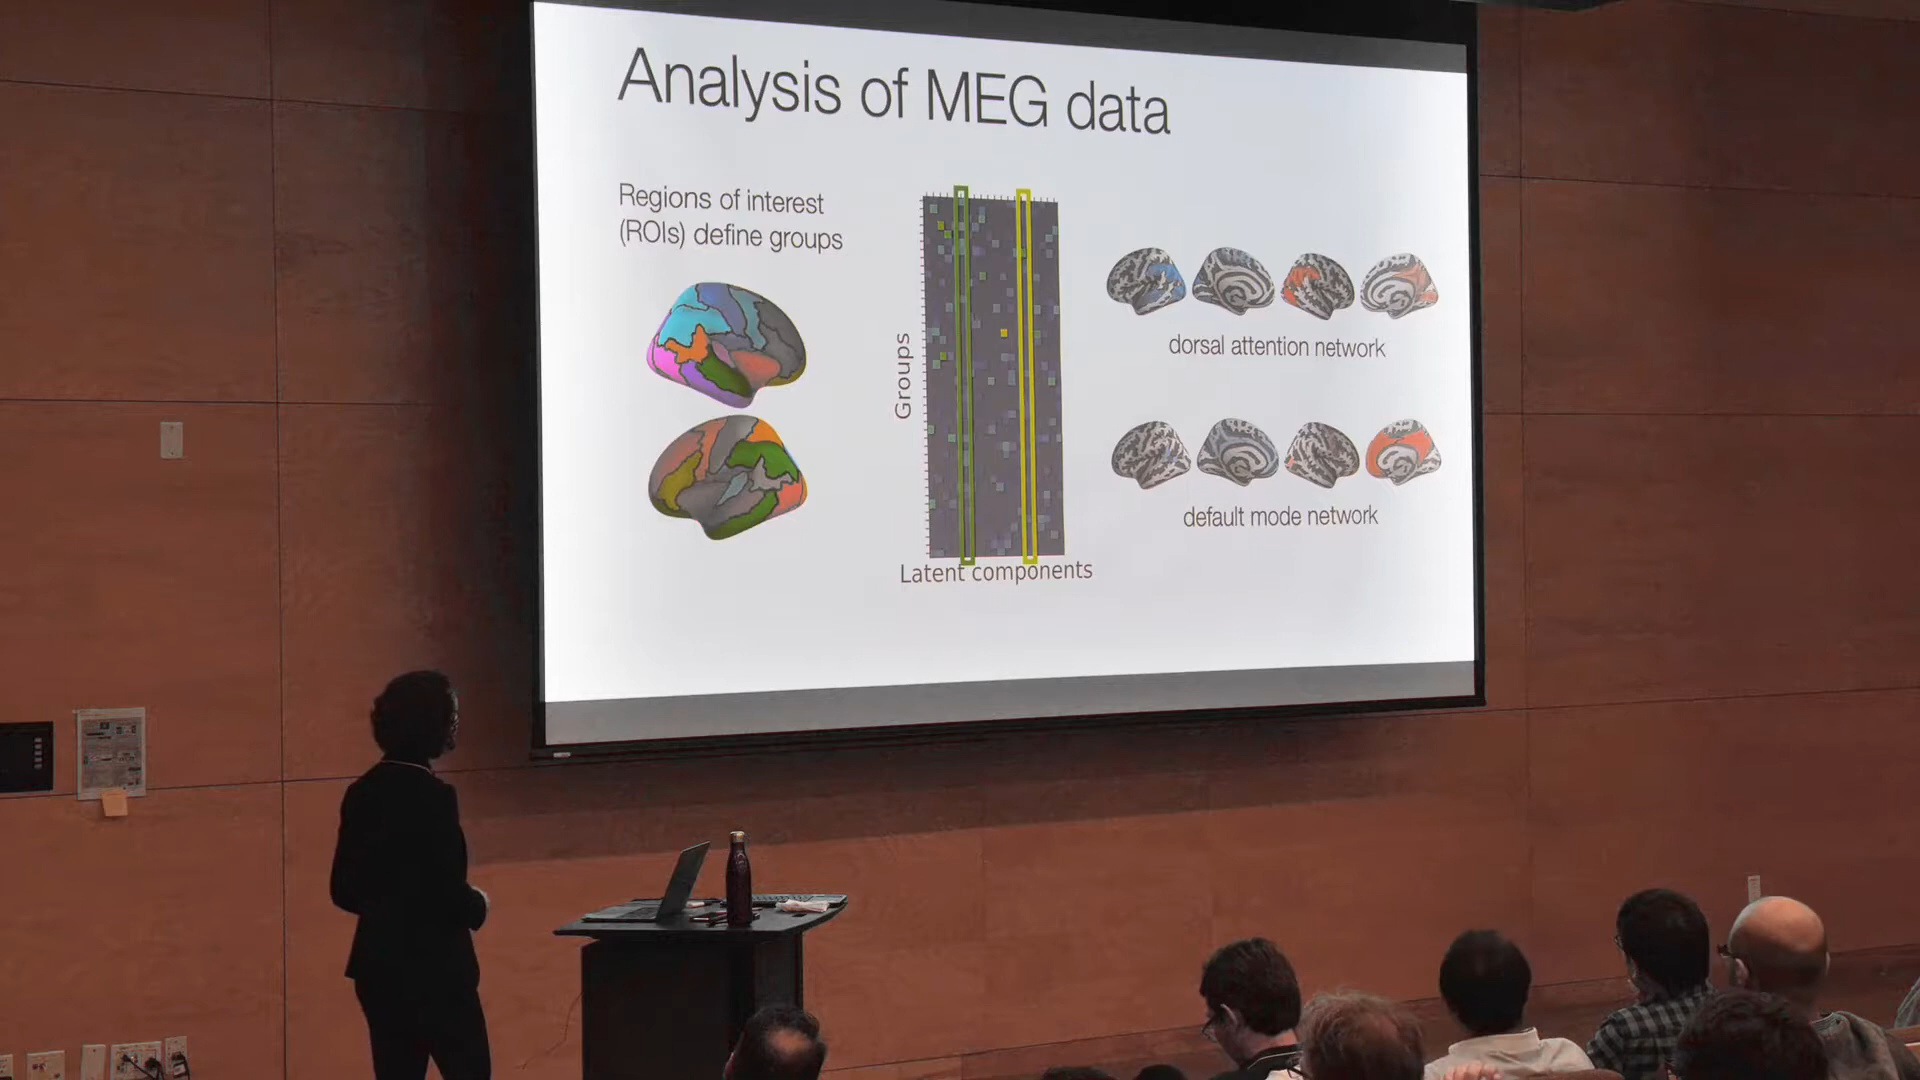 Analysis of MEG data
Regions of interest
(ROIs) define groups
Groups
Latent components
dorsal attention network
default mode network